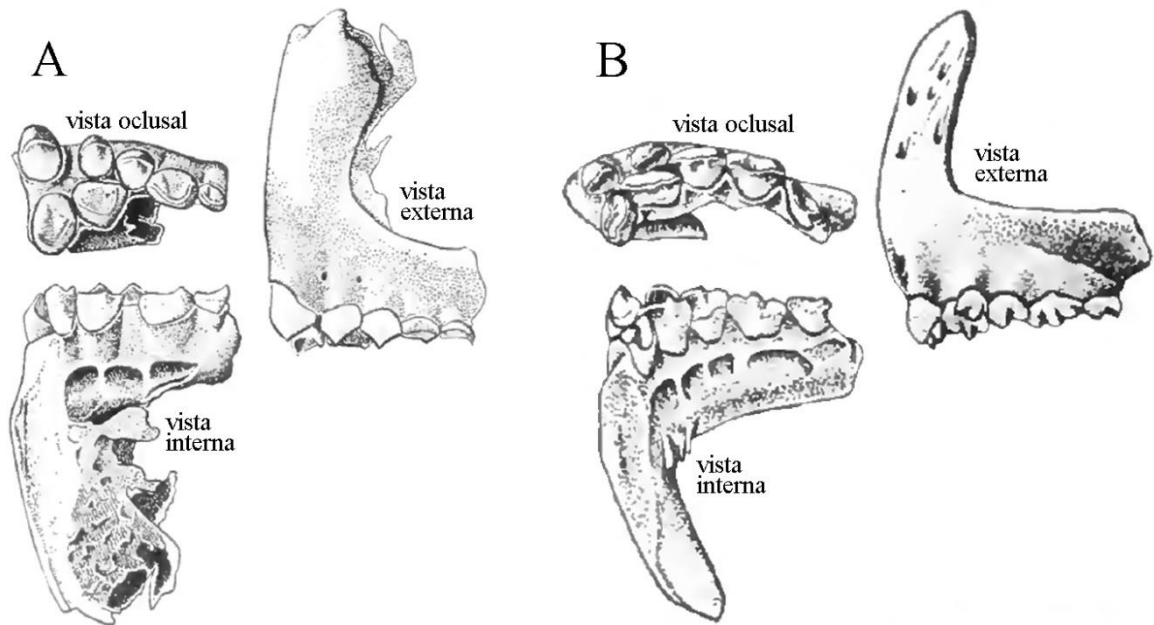 A
vista oclusal
vista
externa
vista
interna
B
vista oclusal
vista
externa
vista
interna